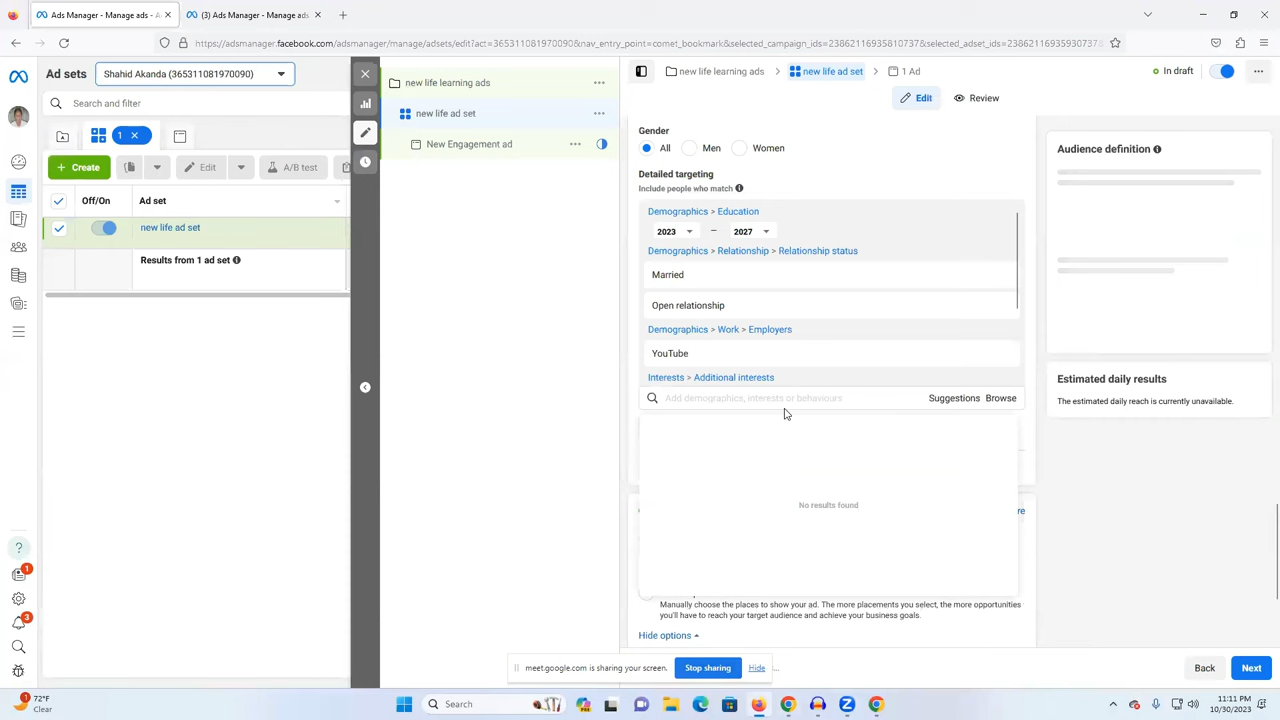 Ads Manager - Manage ads - A
(3) Ads Manager - Manage ads
https://adsmanager.facebook.com/adsmanager/manage/adsets/edit?act=365311081970090&nav_entry_point=comet_bookmark&selected_campaign_ids=23862116935810737&selected_adset_ids=23862116935930737&s
Ad sets
Shahid Akanda (365311081970090)
new life learning ads
new life learning ads
new life ad set
1 Ad
In draft
Search and filter
Edit
Review
new life ad set
1
Gender
New Engagement ad
All
Men
Women
Audience definition
Create
Edit
A/B test
Detailed targeting
Include people who match
Off/On
Ad set
Demographics > Education
new life ad set
2023
–
2027
Demographics > Relationship > Relationship status
Results from 1 ad set
Married
Open relationship
Demographics > Work > Employers
YouTube
Interests > Additional interests
Estimated daily results
Add demographics, interests or behaviours
Suggestions
Browse
The estimated daily reach is currently unavailable.
No results found
re
1
Manually choose the places to show your ad. The more placements you select, the more opportunities
you'll have to reach your target audience and achieve your business goals.
3
Hide options
meet.google.com is sharing your screen.
Stop sharing
Hide
Back
Next
1
72°F
Clear
Search
11:11 PM
10/30/2023